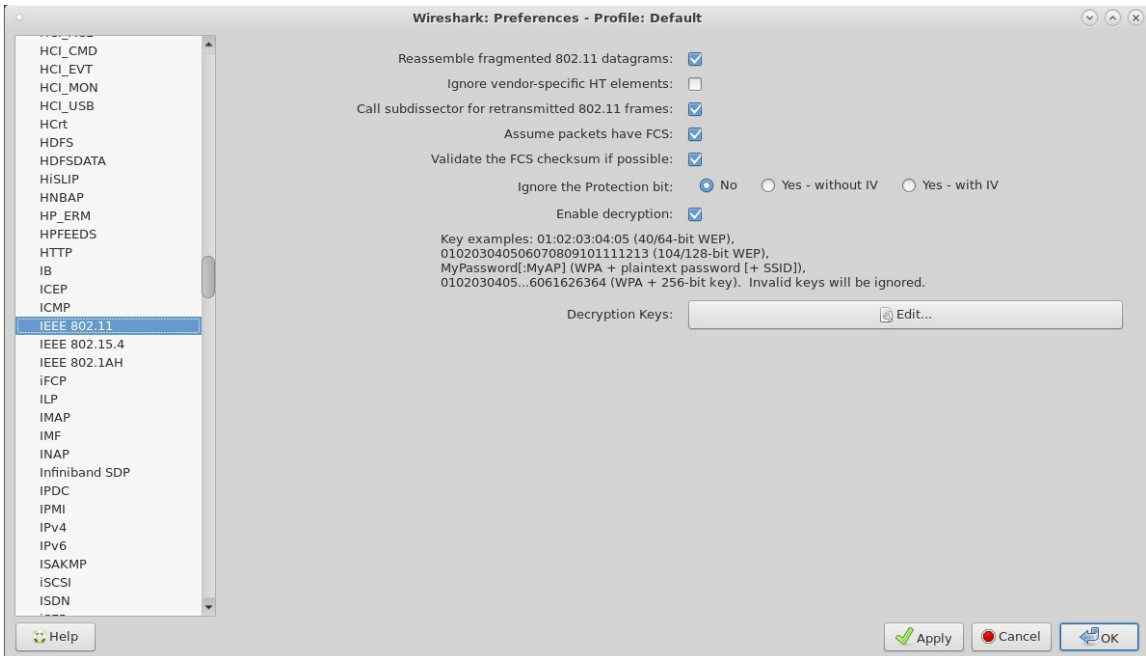 Wireshark: Preferences - Profile: Default
HCI_CMD
HCI_EVT
HCI_MON
HCI_USB
HCrt
HDFS
HDFSDATA
HiSLIP
HNBAP
HP_ERM
HPFEEDS
HTTP
IB
ICEP
ICMP
IEEE 802.11
IEEE 802.15.4
IEEE 802.1AH
iFCP
ILP
IMAP
IMF
INAP
Infiniband SDP
IPDC
IPMI
IPv4
IPv6
ISAKMP
iSCSI
ISDN
Reassemble fragmented 802.11 datagrams:
Ignore vendor-specific HT elements:
Call subdissector for retransmitted 802.11 frames:
Assume packets have FCS:
Validate the FCS checksum if possible:
Ignore the Protection bit: No Yes - without IV Yes - with IV
Enable decryption:
Key examples: 01:02:03:04:05 (40/64-bit WEP),
010203040506070809101111213 (104/128-bit WEP),
MyPassword[:MyAP] (WPA + plaintext password [+ SSID]),
0102030405...6061626364 (WPA + 256-bit key). Invalid keys will be ignored.
Decryption Keys: Edit...
Help Apply Cancel OK